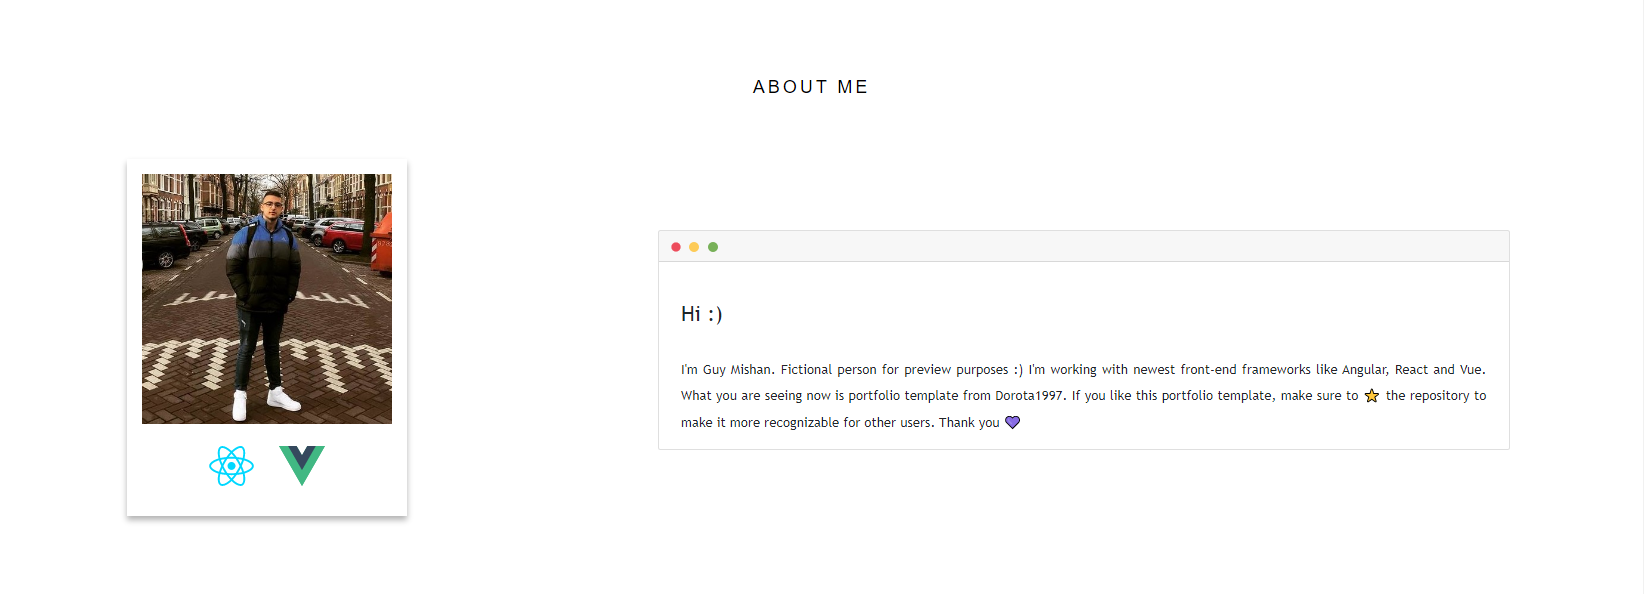 ABOUT ME
Hi :)
I'm Guy Mishan. Fictional person for preview purposes :) I'm working with newest front-end frameworks like Angular, React and Vue.
What you are seeing now is portfolio template from Dorota1997. If you like this portfolio template, make sure to ⭐ the repository to
make it more recognizable for other users. Thank you 💜